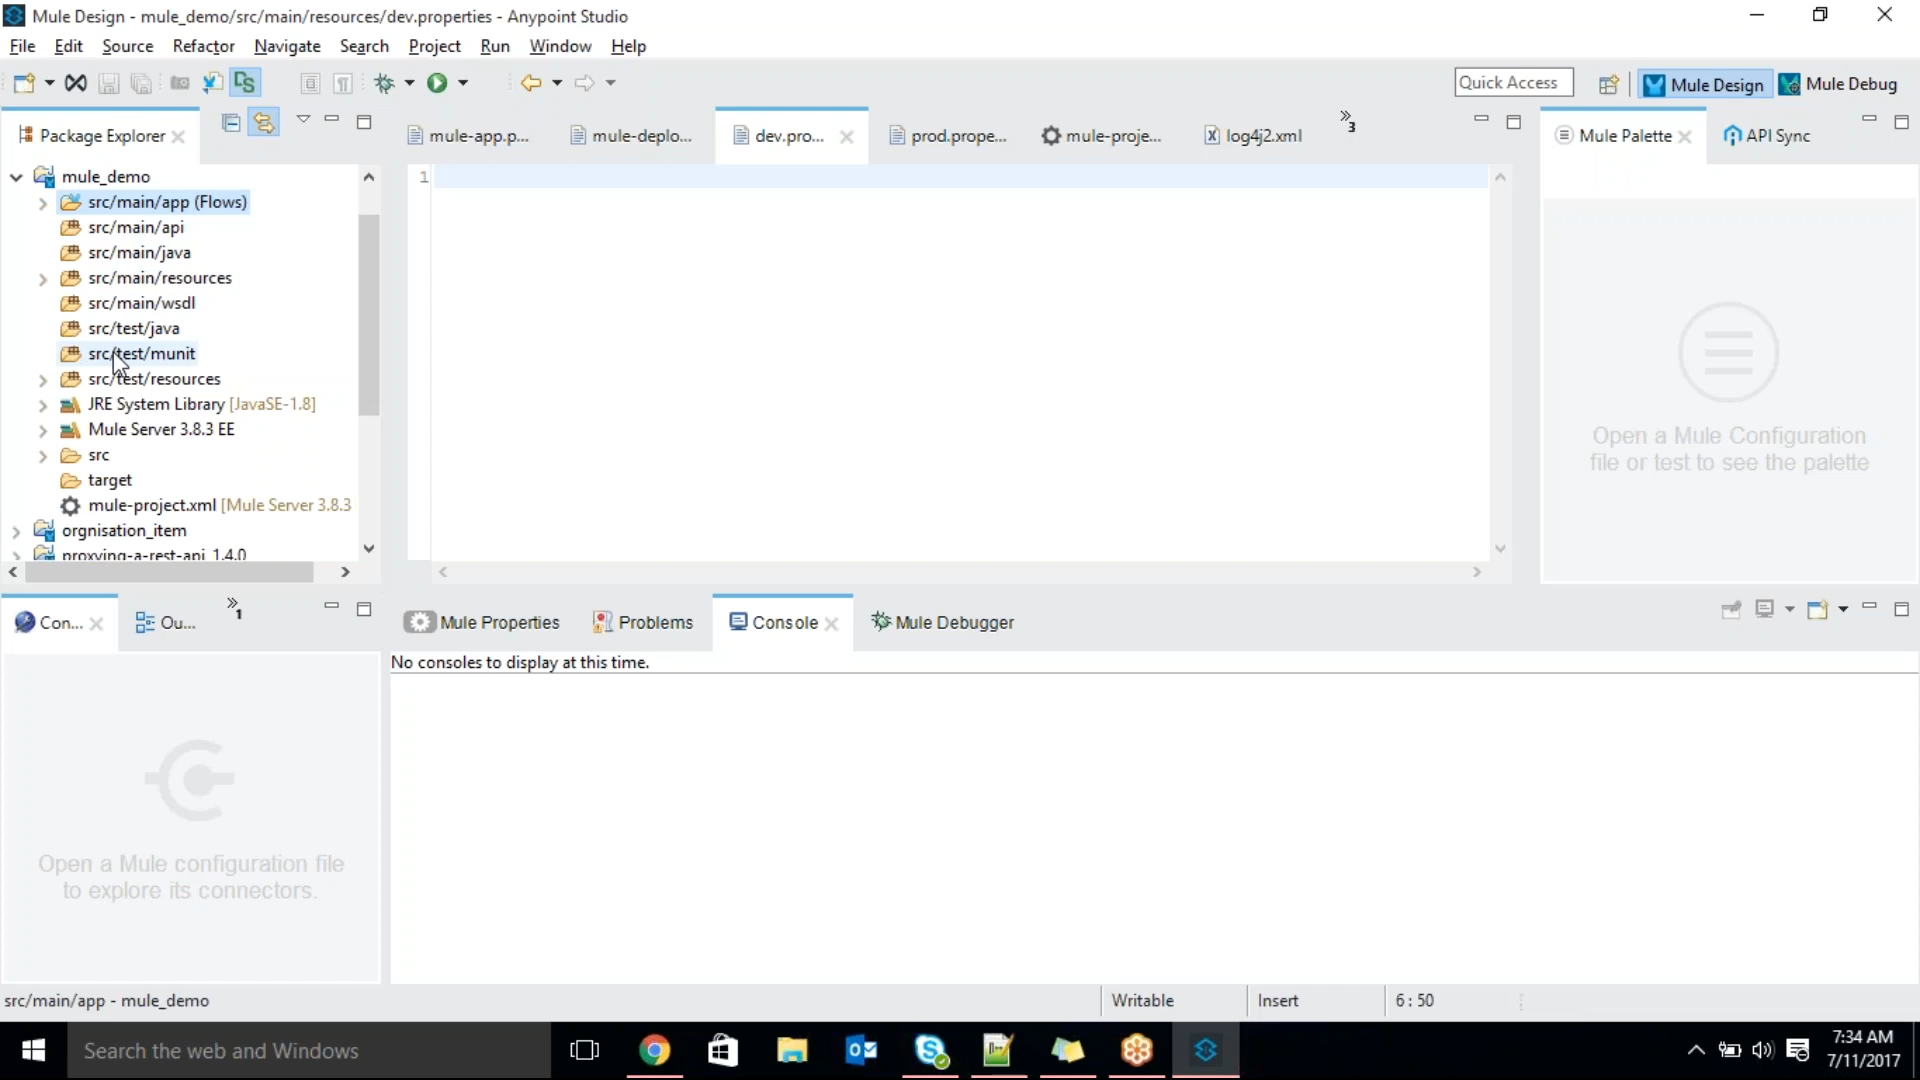 Mule Design - mule_demo/src/main/resources/dev.properties - Anypoint Studio
File Edit Source Refactor Navigate Search Project Run Window Help
Quick Access Mule Design Mule Debug
Package Explorer
mule-app.p... mule-deplo... dev.pro... prod.prope... mule-proje... log4j2.xml »3
Mule Palette API Sync
mule_demo
src/main/app (Flows)
src/main/api
src/main/java
src/main/resources
src/main/wsdl
src/test/java
src/test/munit
src/test/resources
JRE System Library [JavaSE-1.8]
Mule Server 3.8.3 EE
src
target
mule-project.xml [Mule Server 3.8.3
orgnisation_item
proxying-a-rest-api_1.4.0
1
Open a Mule Configuration
file or test to see the palette
Con... Ou... »1
Mule Properties Problems Console Mule Debugger
No consoles to display at this time.
Open a Mule configuration file
to explore its connectors.
src/main/app - mule_demo
Writable Insert 6 : 50
Search the web and Windows
7:34 AM
7/11/2017